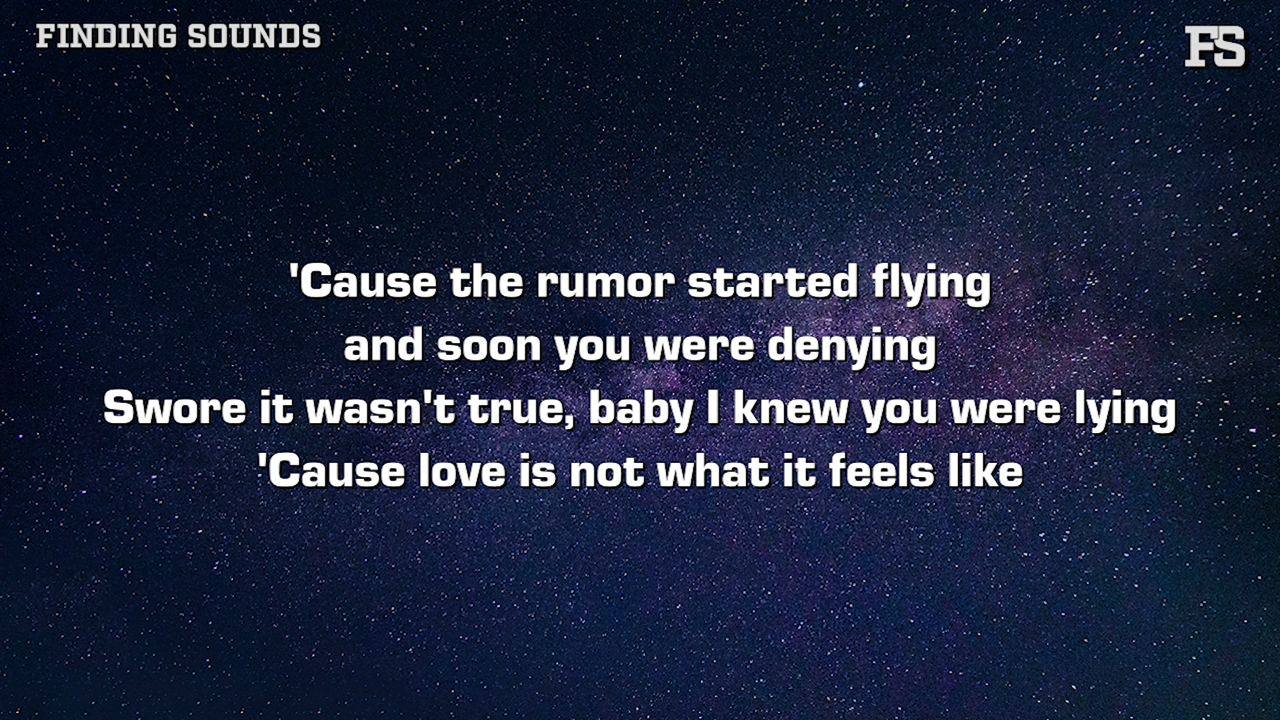 FINDING SOUNDS
FS
'Cause the rumor started flying
and soon you were denying
Swore it wasn't true, baby I knew you were lying
'Cause love is not what it feels like